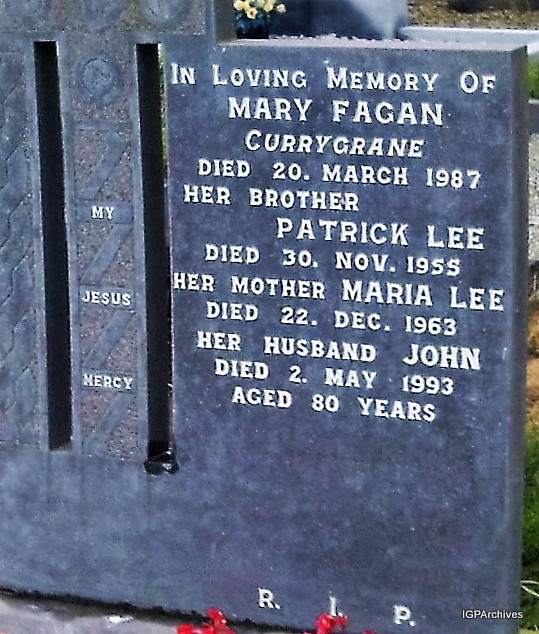 In Loving Memory Of
MARY FAGAN
CURRYGRANE
DIED 20. MARCH 1987
HER BROTHER
PATRICK LEE
DIED 30. NOV. 1955
HER MOTHER MARIA LEE
DIED 22. DEC. 1963
HER HUSBAND JOHN
DIED 2. MAY 1993
AGED 80 YEARS
R. I. P.
MY
JESUS
MERCY
IGPArchives